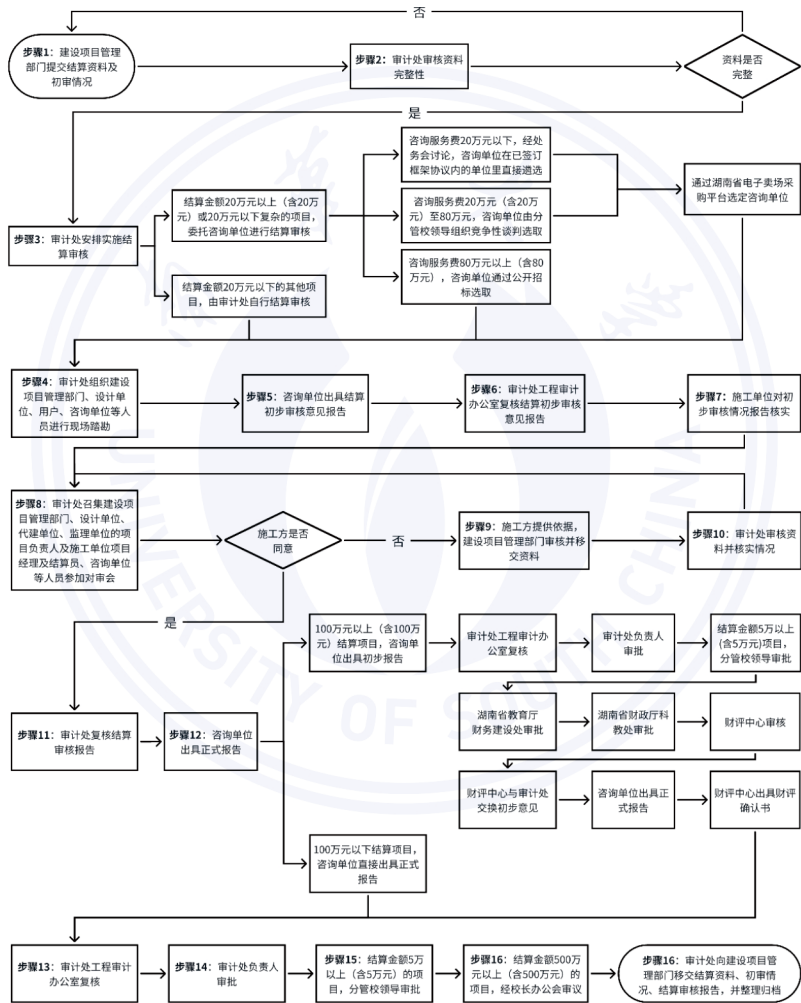 否
步骤1：建设项目管理
部门提交结算资料及
初审情况
步骤2：审计处审核资料
完整性
资料是否
完整
是
咨询服务费20万元以下，经处
务会讨论，咨询单位在已签订
框架协议内的单位里直接遴选
结算金额20万元以上（含20万
元）或20万元以下复杂的项目，
委托咨询单位进行结算审核
咨询服务费20万元（含20万
元）至80万元，咨询单位由分
管校领导组织竞争性谈判选取
通过湖南省电子卖场采
购平台选定咨询单位
步骤3：审计处安排实施结
算审核
咨询服务费80万元以上（含80
万元），咨询单位通过公开招
标选取
结算金额20万元以下的其他项
目，由审计处自行结算审核
步骤4：审计处组织建设
项目管理部门、设计单
位、用户、咨询单位等人
员进行现场踏勘
步骤5：咨询单位出具结算
初步审核意见报告
步骤6：审计处工程审计
办公室复核结算初步审核
意见报告
步骤7：施工单位对初
步审核情况报告核实
步骤8：审计处召集建设项
目管理部门、设计单位、
代建单位、监理单位的项
目负责人及施工单位项目
经理及结算员、咨询单位
等人员参加对审会
施工方是否
同意
否
步骤9：施工方提供依据，
建设项目管理部门审核并移
交资料
步骤10：审计处审核资
料并核实情况
是
100万元以上（含100万
元）结算项目，咨询单
位出具初步报告
审计处工程审计办
公室复核
审计处负责人
审批
结算金额5万以上
(含5万元)项目，
分管校领导审批
步骤11：审计处复核结算
审核报告
步骤12：咨询单位
出具正式报告
湖南省教育厅
财务建设处审批
湖南省财政厅科
教处审批
财评中心审核
财评中心与审计处
交换初步意见
咨询单位出具正
式报告
财评中心出具财评
确认书
100万元以下结算项目，
咨询单位直接出具正式
报告
步骤13：审计处工程审计
办公室复核
步骤14：审计处负责人
审批
步骤15：结算金额5万
以上（含5万元）的项
目，分管校领导审批
步骤16：结算金额500万
元以上（含500万元）的
项目，经校长办公会审议
步骤16：审计处向建设项目管
理部门移交结算资料、初审情
况、结算审核报告，并整理归档
UNIVERSITY OF SOUTH CHINA